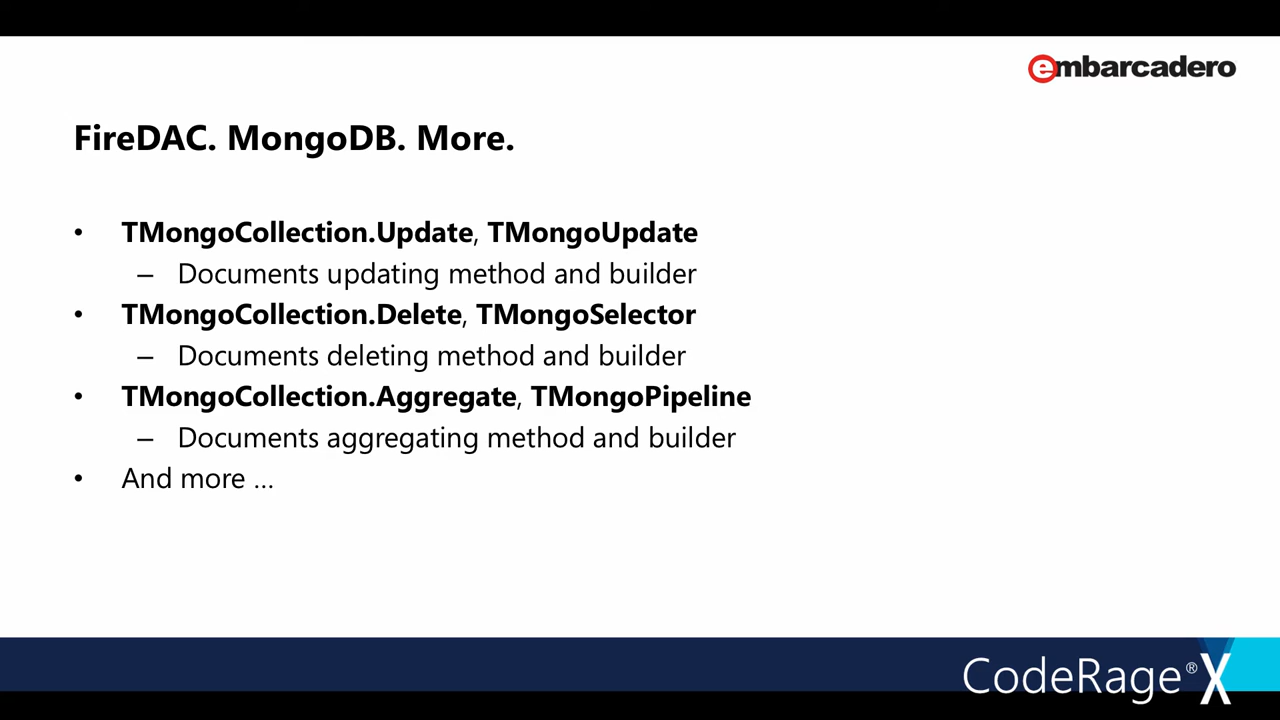 embarcadero
FireDAC. MongoDB. More.
• TMongoCollection.Update, TMongoUpdate
– Documents updating method and builder
• TMongoCollection.Delete, TMongoSelector
– Documents deleting method and builder
• TMongoCollection.Aggregate, TMongoPipeline
– Documents aggregating method and builder
• And more ...
CodeRage® X